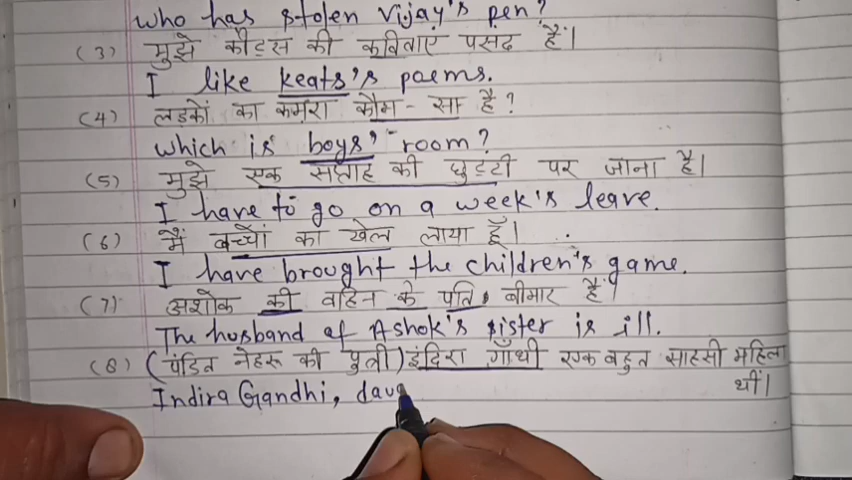 who has stolen Vijay's pen?
(3) मुझे कीट्स की कविताएं पसंद हैं।
I like keats's poems.
(4) लड़कों का कमरा कौन-सा है?
which is boys' room?
(5) मुझे एक सप्ताह की छुट्टी पर जाना है।
I have to go on a week's leave.
(6) मैं बच्चों का खेल लाया हूँ।
I have brought the children's game.
(7) अशोक की बहिन के पति बीमार हैं।
The husband of Ashok's sister is ill.
(8) (पंडित नेहरू की पुत्री) इंदिरा गाँधी एक बहुत साहसी महिला
थीं।
Indira Gandhi, daug